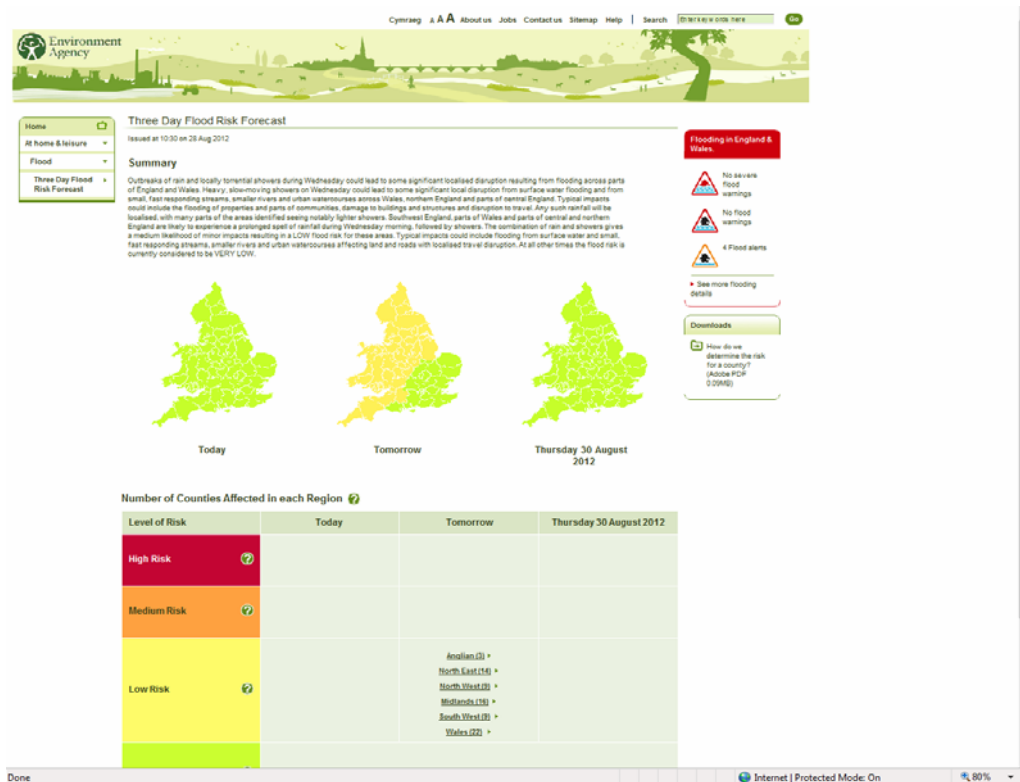 Cymraeg A A A About us Jobs Contact us Sitemap Help | Search Enter keywords here Go
Environment
Agency
Home
At home & leisure
Flood
Three Day Flood
Risk Forecast
Three Day Flood Risk Forecast
Issued at 10:30 on 28 Aug 2012
Summary
Outbreaks of rain and locally torrential showers during Wednesday could lead to some significant localised disruption resulting from flooding across parts
of England and Wales. Heavy, slow-moving showers on Wednesday could lead to some significant local disruption from surface water flooding and from
small, fast responding streams, smaller rivers and urban watercourses across Wales, northern England and parts of central England. Typical impacts
could include the flooding of properties and parts of communities, damage to buildings and structures and disruption to travel. Any such rainfall will be
localised, with many parts of the areas identified seeing notably lighter showers. Southwest England, parts of Wales and parts of central and northern
England are likely to experience a prolonged spell of rainfall during Wednesday morning, followed by showers. The combination of rain and showers gives
a medium likelihood of minor impacts resulting in a LOW flood risk for these areas. Typical impacts could include flooding from surface water and small,
fast responding streams, smaller rivers and urban watercourses affecting land and roads with localised travel disruption. At all other times the flood risk is
currently considered to be VERY LOW.
Today
Tomorrow
Thursday 30 August
2012
Flooding in England &
Wales.
No severe
flood
warnings
No flood
warnings
4 Flood alerts
See more flooding
details
Downloads
How do we
determine the risk
for a county?
(Adobe PDF
0.09MB)
Number of Counties Affected in each Region ?
Level of Risk Today Tomorrow Thursday 30 August 2012
High Risk ?
Medium Risk ?
Low Risk ?
Anglian (3)
North East (14)
North West (9)
Midlands (16)
South West (9)
Wales (22)
Done Internet | Protected Mode: On 80%